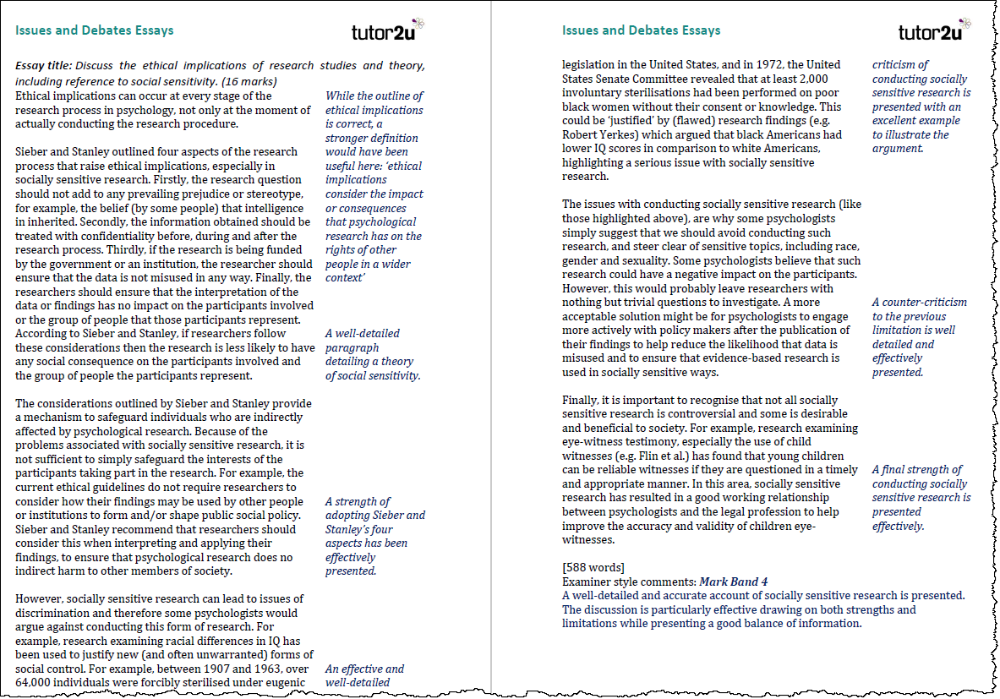 Issues and Debates Essays
tutor2u
Essay title: Discuss the ethical implications of research studies and theory,
including reference to social sensitivity. (16 marks)
Ethical implications can occur at every stage of the
research process in psychology, not only at the moment of
actually conducting the research procedure.
Sieber and Stanley outlined four aspects of the research
process that raise ethical implications, especially in
socially sensitive research. Firstly, the research question
should not add to any prevailing prejudice or stereotype,
for example, the belief (by some people) that intelligence
in inherited. Secondly, the information obtained should be
treated with confidentiality before, during and after the
research process. Thirdly, if the research is being funded
by the government or an institution, the researcher should
ensure that the data is not misused in any way. Finally, the
researchers should ensure that the interpretation of the
data or findings has no impact on the participants involved
or the group of people that those participants represent.
According to Sieber and Stanley, if researchers follow
these considerations then the research is less likely to have
any social consequence on the participants involved and
the group of people the participants represent.
The considerations outlined by Sieber and Stanley provide
a mechanism to safeguard individuals who are indirectly
affected by psychological research. Because of the
problems associated with socially sensitive research, it is
not sufficient to simply safeguard the interests of the
participants taking part in the research. For example, the
current ethical guidelines do not require researchers to
consider how their findings may be used by other people
or institutions to form and/or shape public social policy.
Sieber and Stanley recommend that researchers should
consider this when interpreting and applying their
findings, to ensure that psychological research does no
indirect harm to other members of society.
However, socially sensitive research can lead to issues of
discrimination and therefore some psychologists would
argue against conducting this form of research. For
example, research examining racial differences in IQ has
been used to justify new (and often unwarranted) forms of
social control. For example, between 1907 and 1963, over
64,000 individuals were forcibly sterilised under eugenic
While the outline of
ethical implications
is correct, a
stronger definition
would have been
useful here: ‘ethical
implications
consider the impact
or consequences
that psychological
research has on the
rights of other
people in a wider
context’
A well-detailed
paragraph
detailing a theory
of social sensitivity.
A strength of
adopting Sieber and
Stanley’s four
aspects has been
effectively
presented.
An effective and
well-detailed
Issues and Debates Essays
tutor2u
legislation in the United States, and in 1972, the United
States Senate Committee revealed that at least 2,000
involuntary sterilisations had been performed on poor
black women without their consent or knowledge. This
could be ‘justified’ by (flawed) research findings (e.g.
Robert Yerkes) which argued that black Americans had
lower IQ scores in comparison to white Americans,
highlighting a serious issue with socially sensitive
research.
The issues with conducting socially sensitive research (like
those highlighted above), are why some psychologists
simply suggest that we should avoid conducting such
research, and steer clear of sensitive topics, including race,
gender and sexuality. Some psychologists believe that such
research could have a negative impact on the participants.
However, this would probably leave researchers with
nothing but trivial questions to investigate. A more
acceptable solution might be for psychologists to engage
more actively with policy makers after the publication of
their findings to help reduce the likelihood that data is
misused and to ensure that evidence-based research is
used in socially sensitive ways.
Finally, it is important to recognise that not all socially
sensitive research is controversial and some is desirable
and beneficial to society. For example, research examining
eye-witness testimony, especially the use of child
witnesses (e.g. Flin et al.) has found that young children
can be reliable witnesses if they are questioned in a timely
and appropriate manner. In this area, socially sensitive
research has resulted in a good working relationship
between psychologists and the legal profession to help
improve the accuracy and validity of children eye-
witnesses.
criticism of
conducting socially
sensitive research is
presented with an
excellent example
to illustrate the
argument.
A counter-criticism
to the previous
limitation is well
detailed and
effectively
presented.
A final strength of
conducting socially
sensitive research is
presented
effectively.
[588 words]
Examiner style comments: Mark Band 4
A well-detailed and accurate account of socially sensitive research is presented.
The discussion is particularly effective drawing on both strengths and
limitations while presenting a good balance of information.